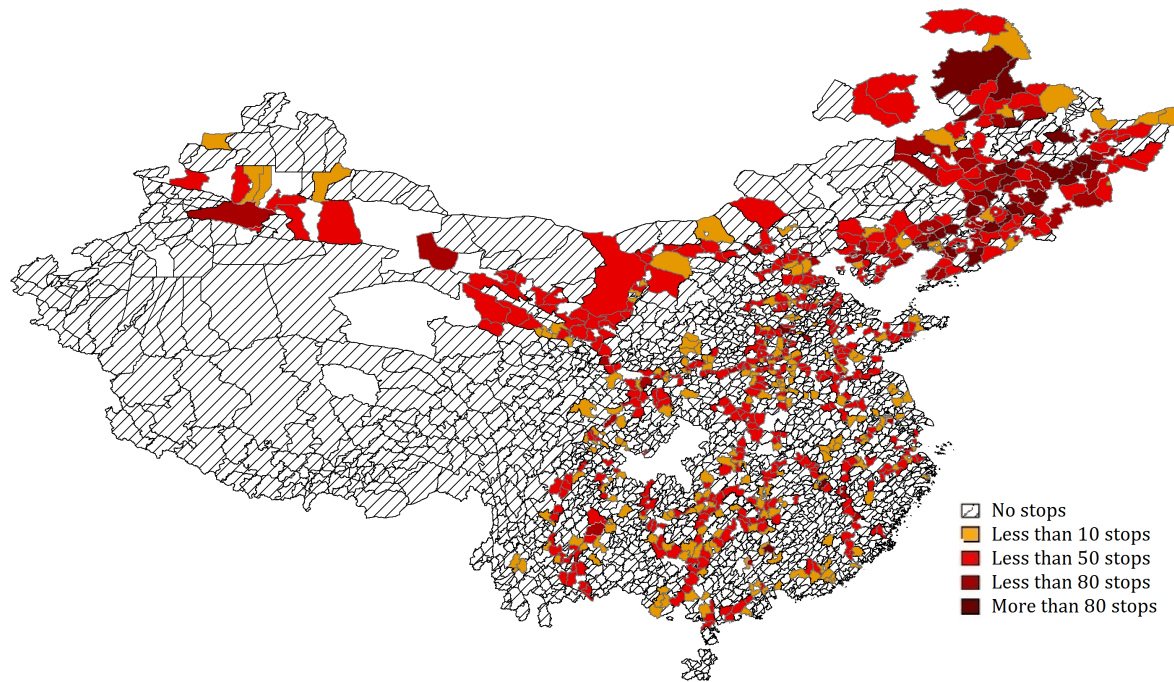 No stops
Less than 10 stops
Less than 50 stops
Less than 80 stops
More than 80 stops